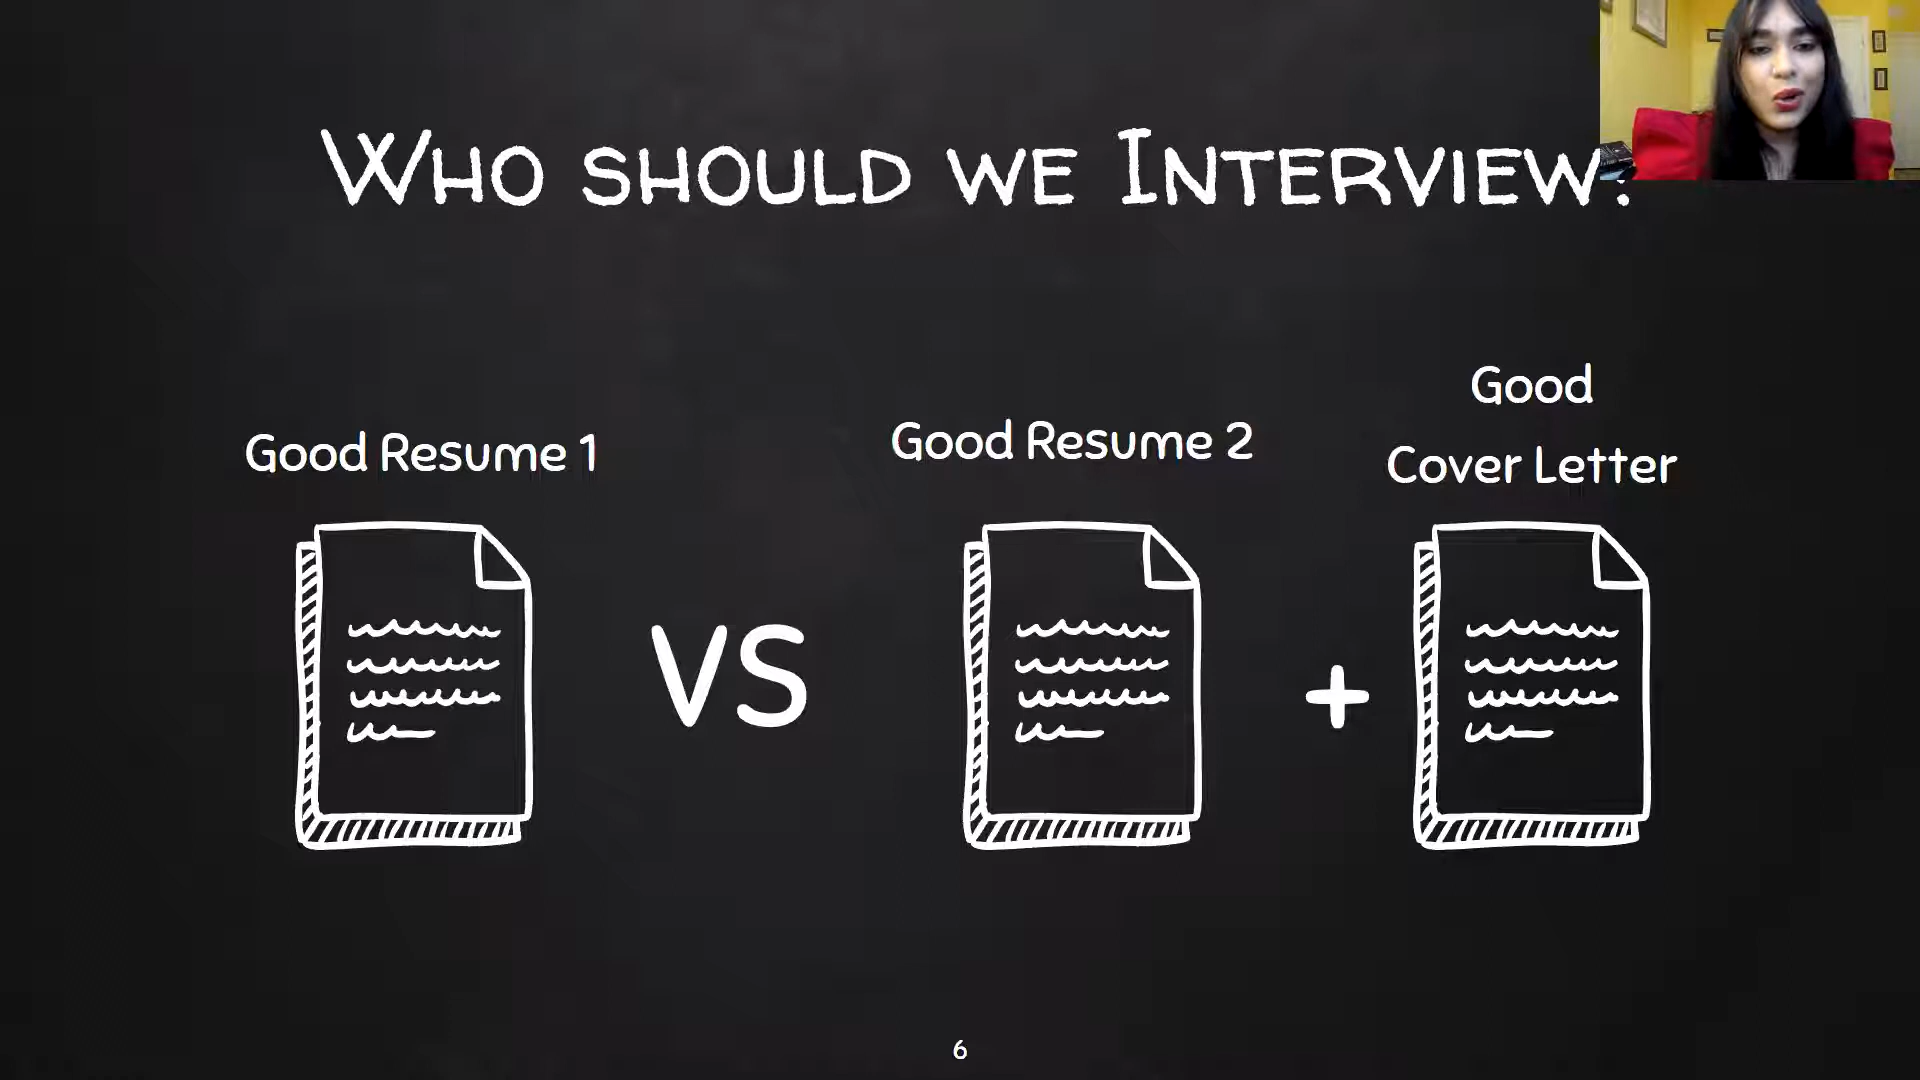 Who should we Interview?
Good Resume 1
VS
Good Resume 2
+
Good
Cover Letter
6